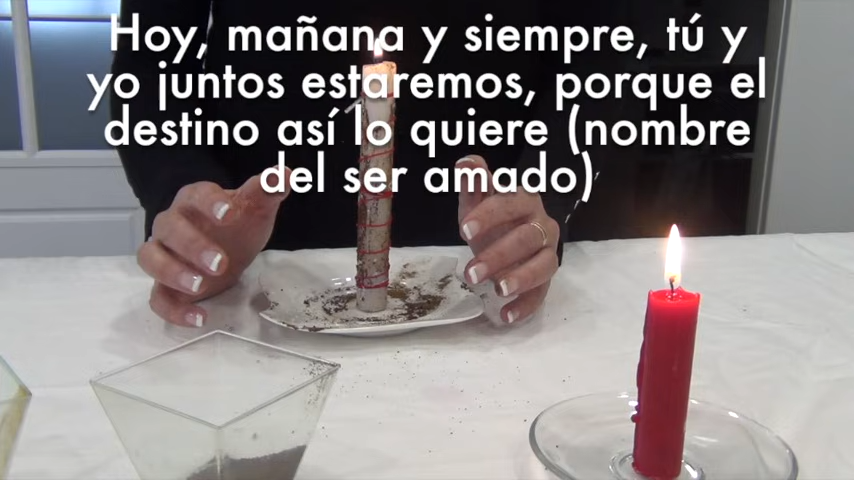 Hoy, mañana y siempre, tú y
yo juntos estaremos, porque el
destino así lo quiere (nombre
del ser amado)